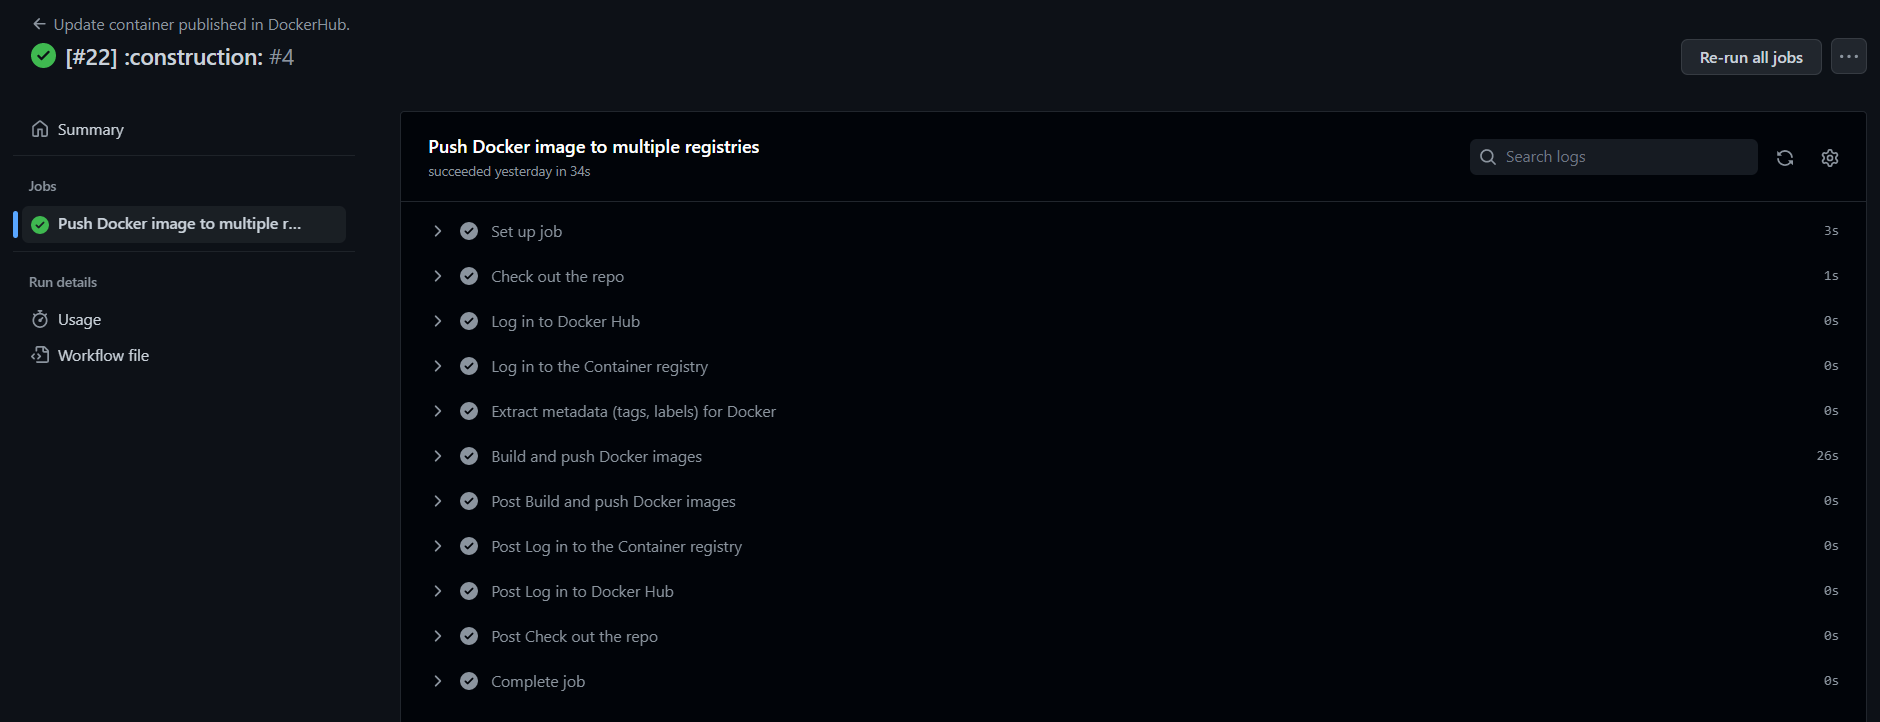 Update container published in DockerHub.
[#22] :construction: #4
Re-run all jobs
Summary
Jobs
Push Docker image to multiple r...
Run details
Usage
Workflow file
Push Docker image to multiple registries
succeeded yesterday in 34s
Search logs
Set up job 3s
Check out the repo 1s
Log in to Docker Hub 0s
Log in to the Container registry 0s
Extract metadata (tags, labels) for Docker 0s
Build and push Docker images 26s
Post Build and push Docker images 0s
Post Log in to the Container registry 0s
Post Log in to Docker Hub 0s
Post Check out the repo 0s
Complete job 0s